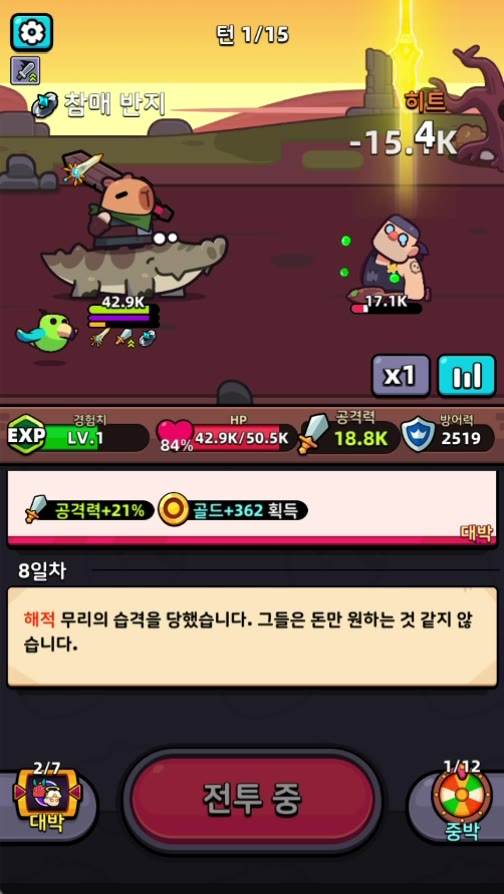 턴 1/15
참매 반지
히트
-15.4K
42.9K
17.1K
x1
경험치
EXP LV.1
HP
84% 42.9K/50.5K
공격력
18.8K
방어력
2519
공격력+21% 골드+362 획득
대박
8일차
해적 무리의 습격을 당했습니다. 그들은 돈만 원하는 것 같지 않
습니다.
2/7
대박
전투 중
1/12
중박